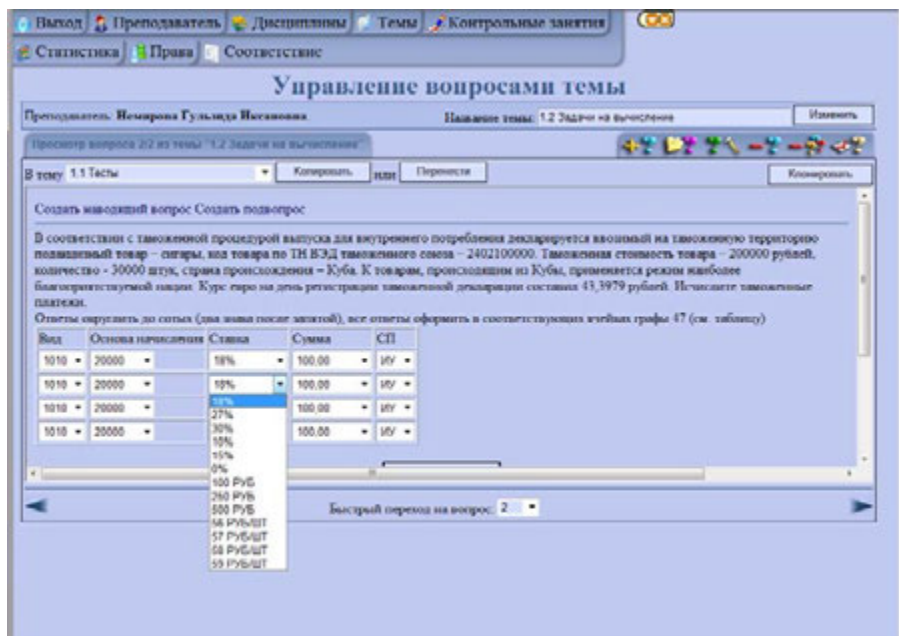 Выход Преподаватель Дисциплины Темы Контрольные занятия
Статистика Права Соответствие
Управление вопросами темы
Преподаватель: Немирова Гульзида Ихсановна Название темы: 1.2 Задачи на вычисление Изменить
Просмотр вопроса 2/2 из темы "1.2 Задачи на вычисление"
В тему 1.1 Тесты Копировать или Перенести Клонировать
Создать наводящий вопрос Создать подвопрос
В соответствии с таможенной процедурой выпуска для внутреннего потребления декларируется ввозимый на таможенную территорию
подакцизный товар – сигары, код товара по ТН ВЭД таможенного союза – 2402100000. Таможенная стоимость товара – 200000 рублей,
количество - 30000 штук, страна происхождения – Куба. К товарам, происходящим из Кубы, применяется режим наиболее
благоприятствуемой нации. Курс евро на день регистрации таможенной декларации составил 43,3979 рублей. Исчислите таможенные
платежи.
Ответы округлить до сотых (два знака после запятой), все ответы оформить в соответствующих ячейках графы 47 (см. таблицу)
Вид Основа начисления Ставка Сумма СП
1010 20000 18% 100,00 ИУ
1010 20000 18% 100,00 ИУ
1010 20000 100,00 ИУ
1010 20000 100,00 ИУ
18%
27%
30%
10%
15%
0%
100 РУБ
260 РУБ
500 РУБ
56 РУБ/ШТ
57 РУБ/ШТ
58 РУБ/ШТ
59 РУБ/ШТ
Быстрый переход на вопрос: 2